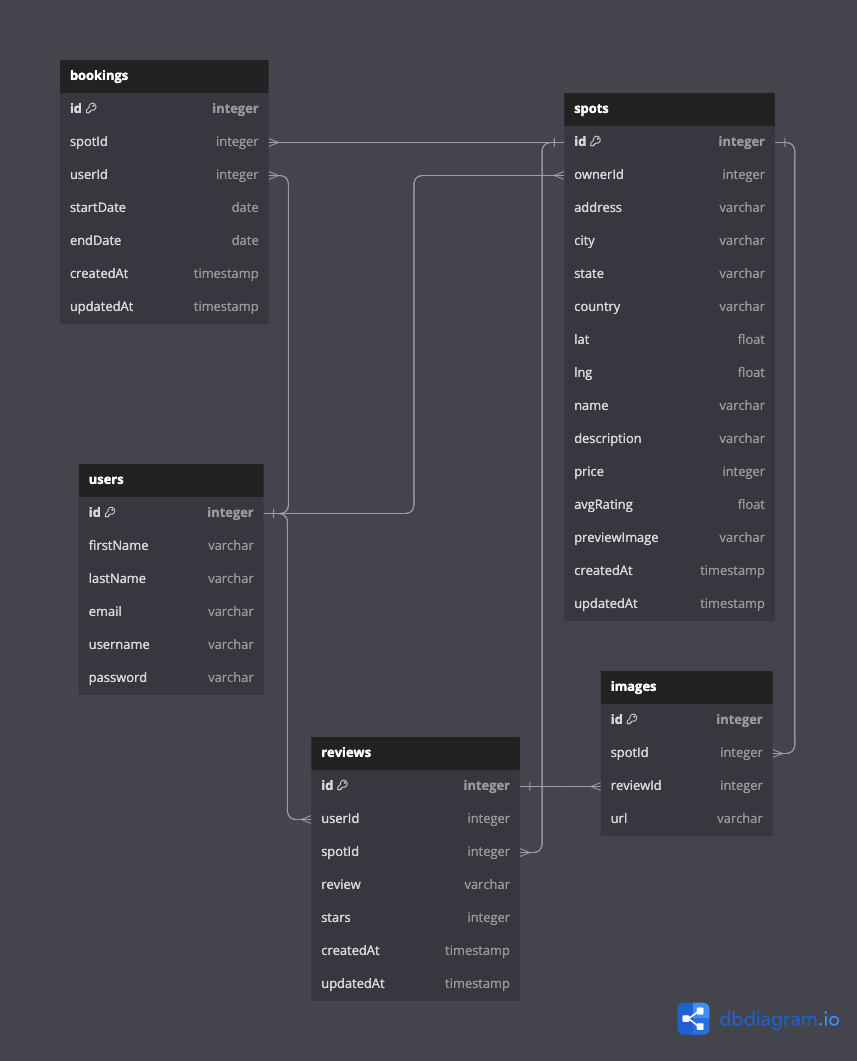 bookings
id integer
spotId integer
userId integer
startDate date
endDate date
createdAt timestamp
updatedAt timestamp
spots
id integer
ownerId integer
address varchar
city varchar
state varchar
country varchar
lat float
lng float
name varchar
description varchar
price integer
avgRating float
previewImage varchar
createdAt timestamp
updatedAt timestamp
users
id integer
firstName varchar
lastName varchar
email varchar
username varchar
password varchar
images
id integer
spotId integer
reviewId integer
url varchar
reviews
id integer
userId integer
spotId integer
review varchar
stars integer
createdAt timestamp
updatedAt timestamp
dbdiagram.io